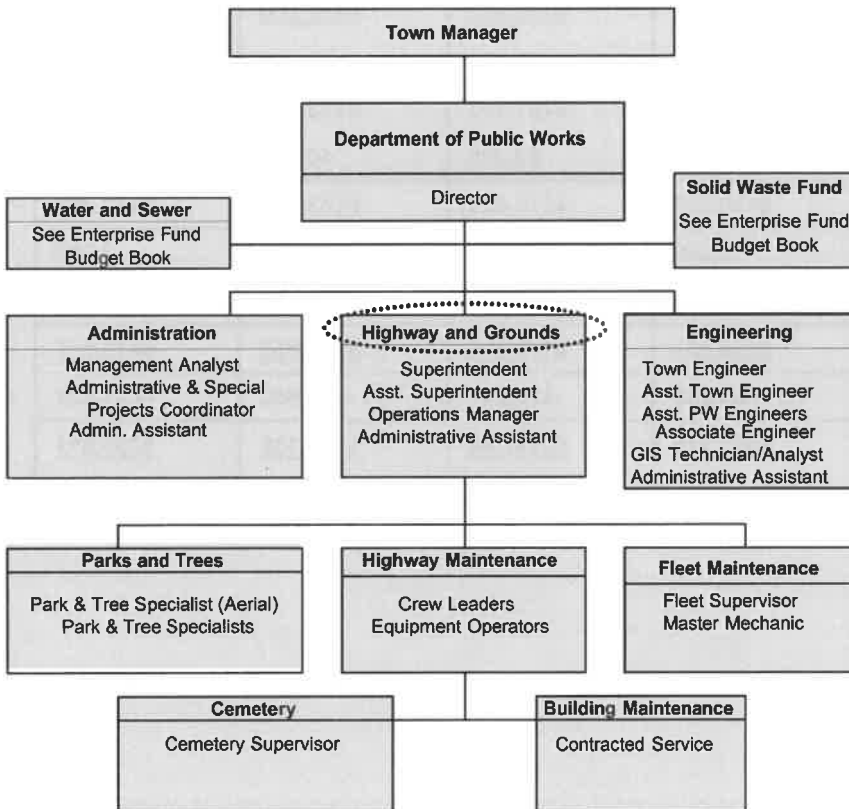 Town Manager
Department of Public Works
Director
Water and Sewer
See Enterprise Fund
Budget Book
Solid Waste Fund
See Enterprise Fund
Budget Book
Administration
Management Analyst
Administrative & Special
Projects Coordinator
Admin. Assistant
Highway and Grounds
Superintendent
Asst. Superintendent
Operations Manager
Administrative Assistant
Engineering
Town Engineer
Asst. Town Engineer
Asst. PW Engineers
Associate Engineer
GIS Technician/Analyst
Administrative Assistant
Parks and Trees
Park & Tree Specialist (Aerial)
Park & Tree Specialists
Highway Maintenance
Crew Leaders
Equipment Operators
Fleet Maintenance
Fleet Supervisor
Master Mechanic
Cemetery
Cemetery Supervisor
Building Maintenance
Contracted Service